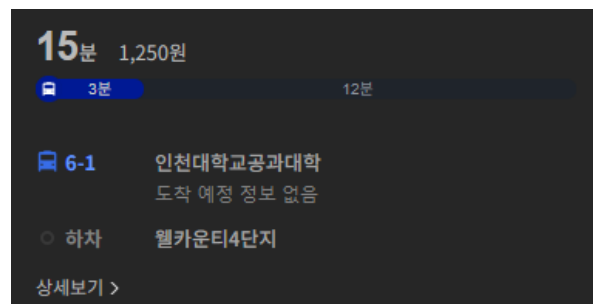 15분 1,250원
3분 12분
6-1 인천대학교공과대학
도착 예정 정보 없음
하차 웰카운티4단지
상세보기 >